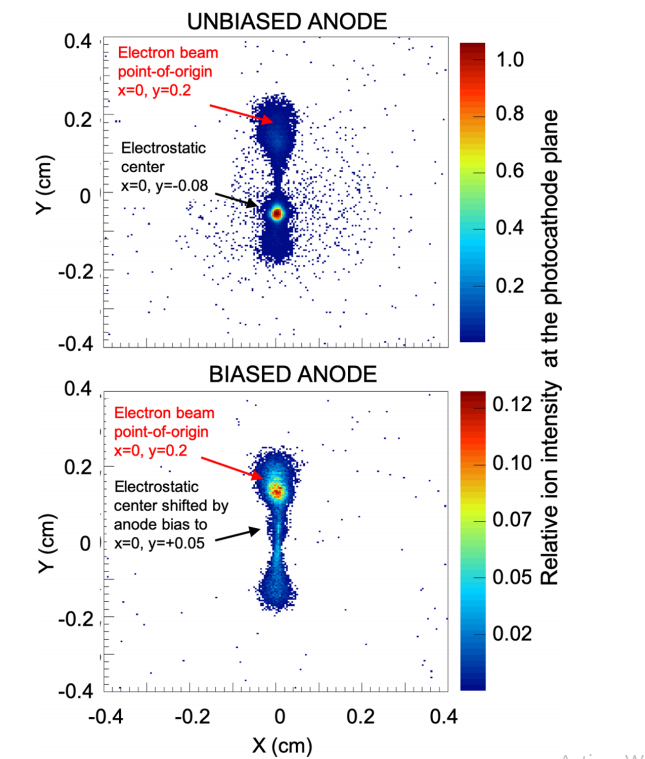 UNBIASED ANODE
0.4
Electron beam
point-of-origin
x=0, y=0.2
0.2
Electrostatic
center
x=0, y=-0.08
0
-0.2
-0.4
Y (cm)
1.0
0.8
0.6
0.4
0.2
BIASED ANODE
0.4
Electron beam
point-of-origin
x=0, y=0.2
0.2
Electrostatic
center shifted by
anode bias to
x=0, y=+0.05
0
-0.2
-0.4
Y (cm)
0.12
0.10
0.07
0.05
0.02
Relative ion intensity at the photocathode plane
-0.4 -0.2 0 0.2 0.4
X (cm)